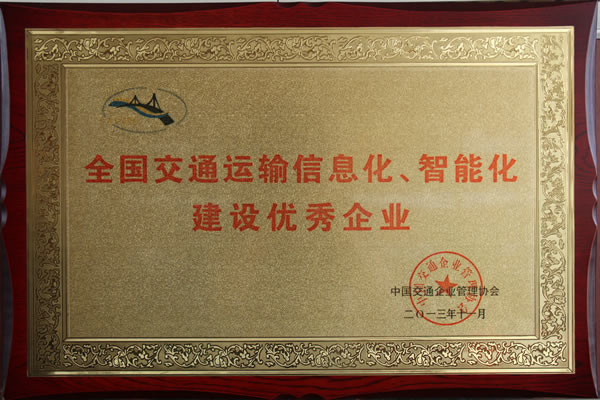 全国交通运输信息化、智能化
建设优秀企业
中国交通企业管理协会
二〇一三年十一月